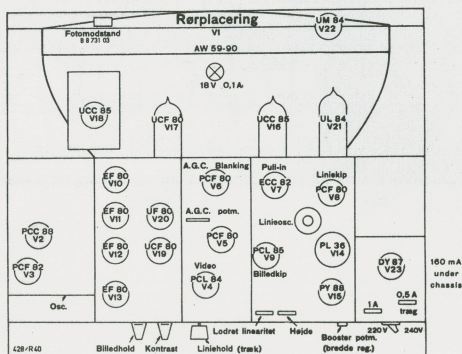 Rørplacering
UM 84
V22
Fotomodstand
B 8 731 03
V1
AW 59-90
18V 0,1A.
UCC 85
V18
UCF 80
V17
UCC 85
V16
UL 84
V21
EF 80
V10
A.G.C. Blanking
PCF 80
V6
Pull-in
ECC 82
V7
Liniekip
PCF 80
V8
EF 80
V11
UF 80
V20
A.G.C. potm.
Linieosc.
PCC 88
V2
PCF 80
V5
EF 80
V12
UCF 80
V19
PCL 85
V9
PL 36
V14
PCF 82
V3
Video
Billedkip
DY 87
V23
160 mA
under
chassis
PCL 84
V4
EF 80
V13
PY 88
V15
Osc.
1A
0,5A
træg
Lodret linearitet
Højde
220V
240V
Booster potm.
(bredde reg.)
428/R40
Billedhold
Kontrast
Liniehold (træk)